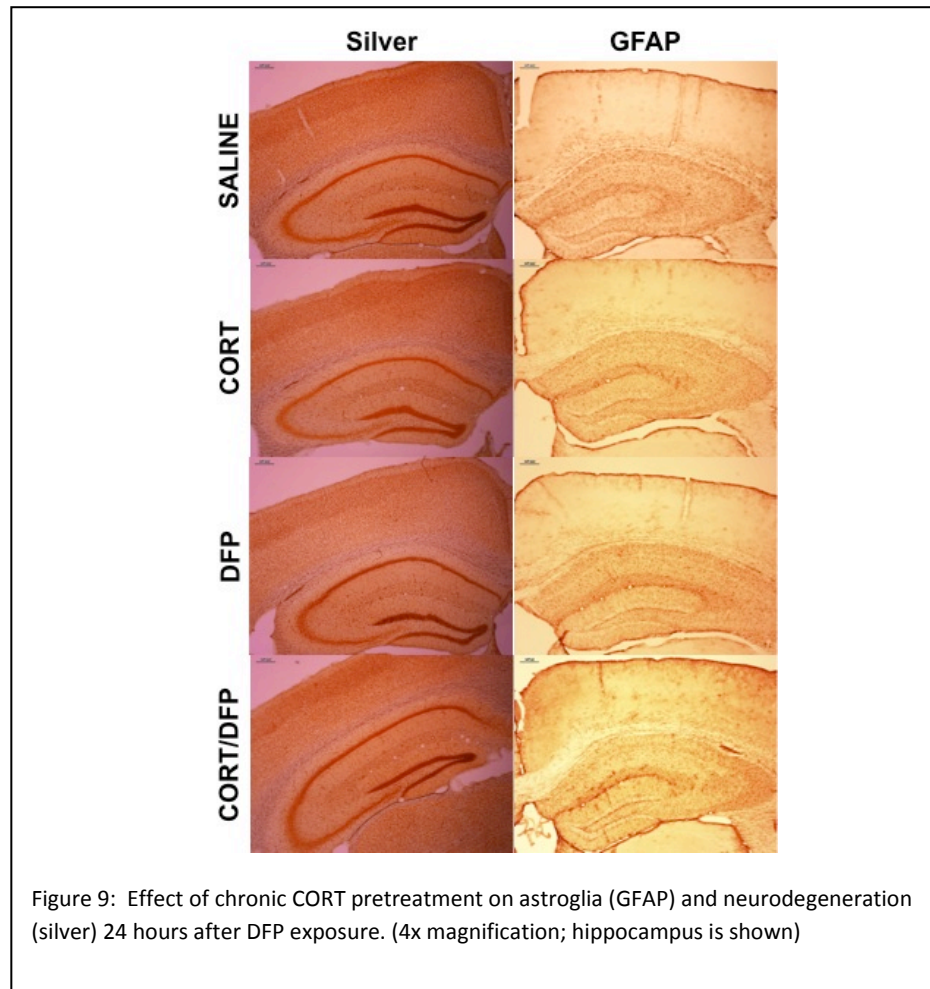 Silver GFAP
SALINE
CORT
DFP
CORT/DFP
Figure 9: Effect of chronic CORT pretreatment on astroglia (GFAP) and neurodegeneration
(silver) 24 hours after DFP exposure. (4x magnification; hippocampus is shown)